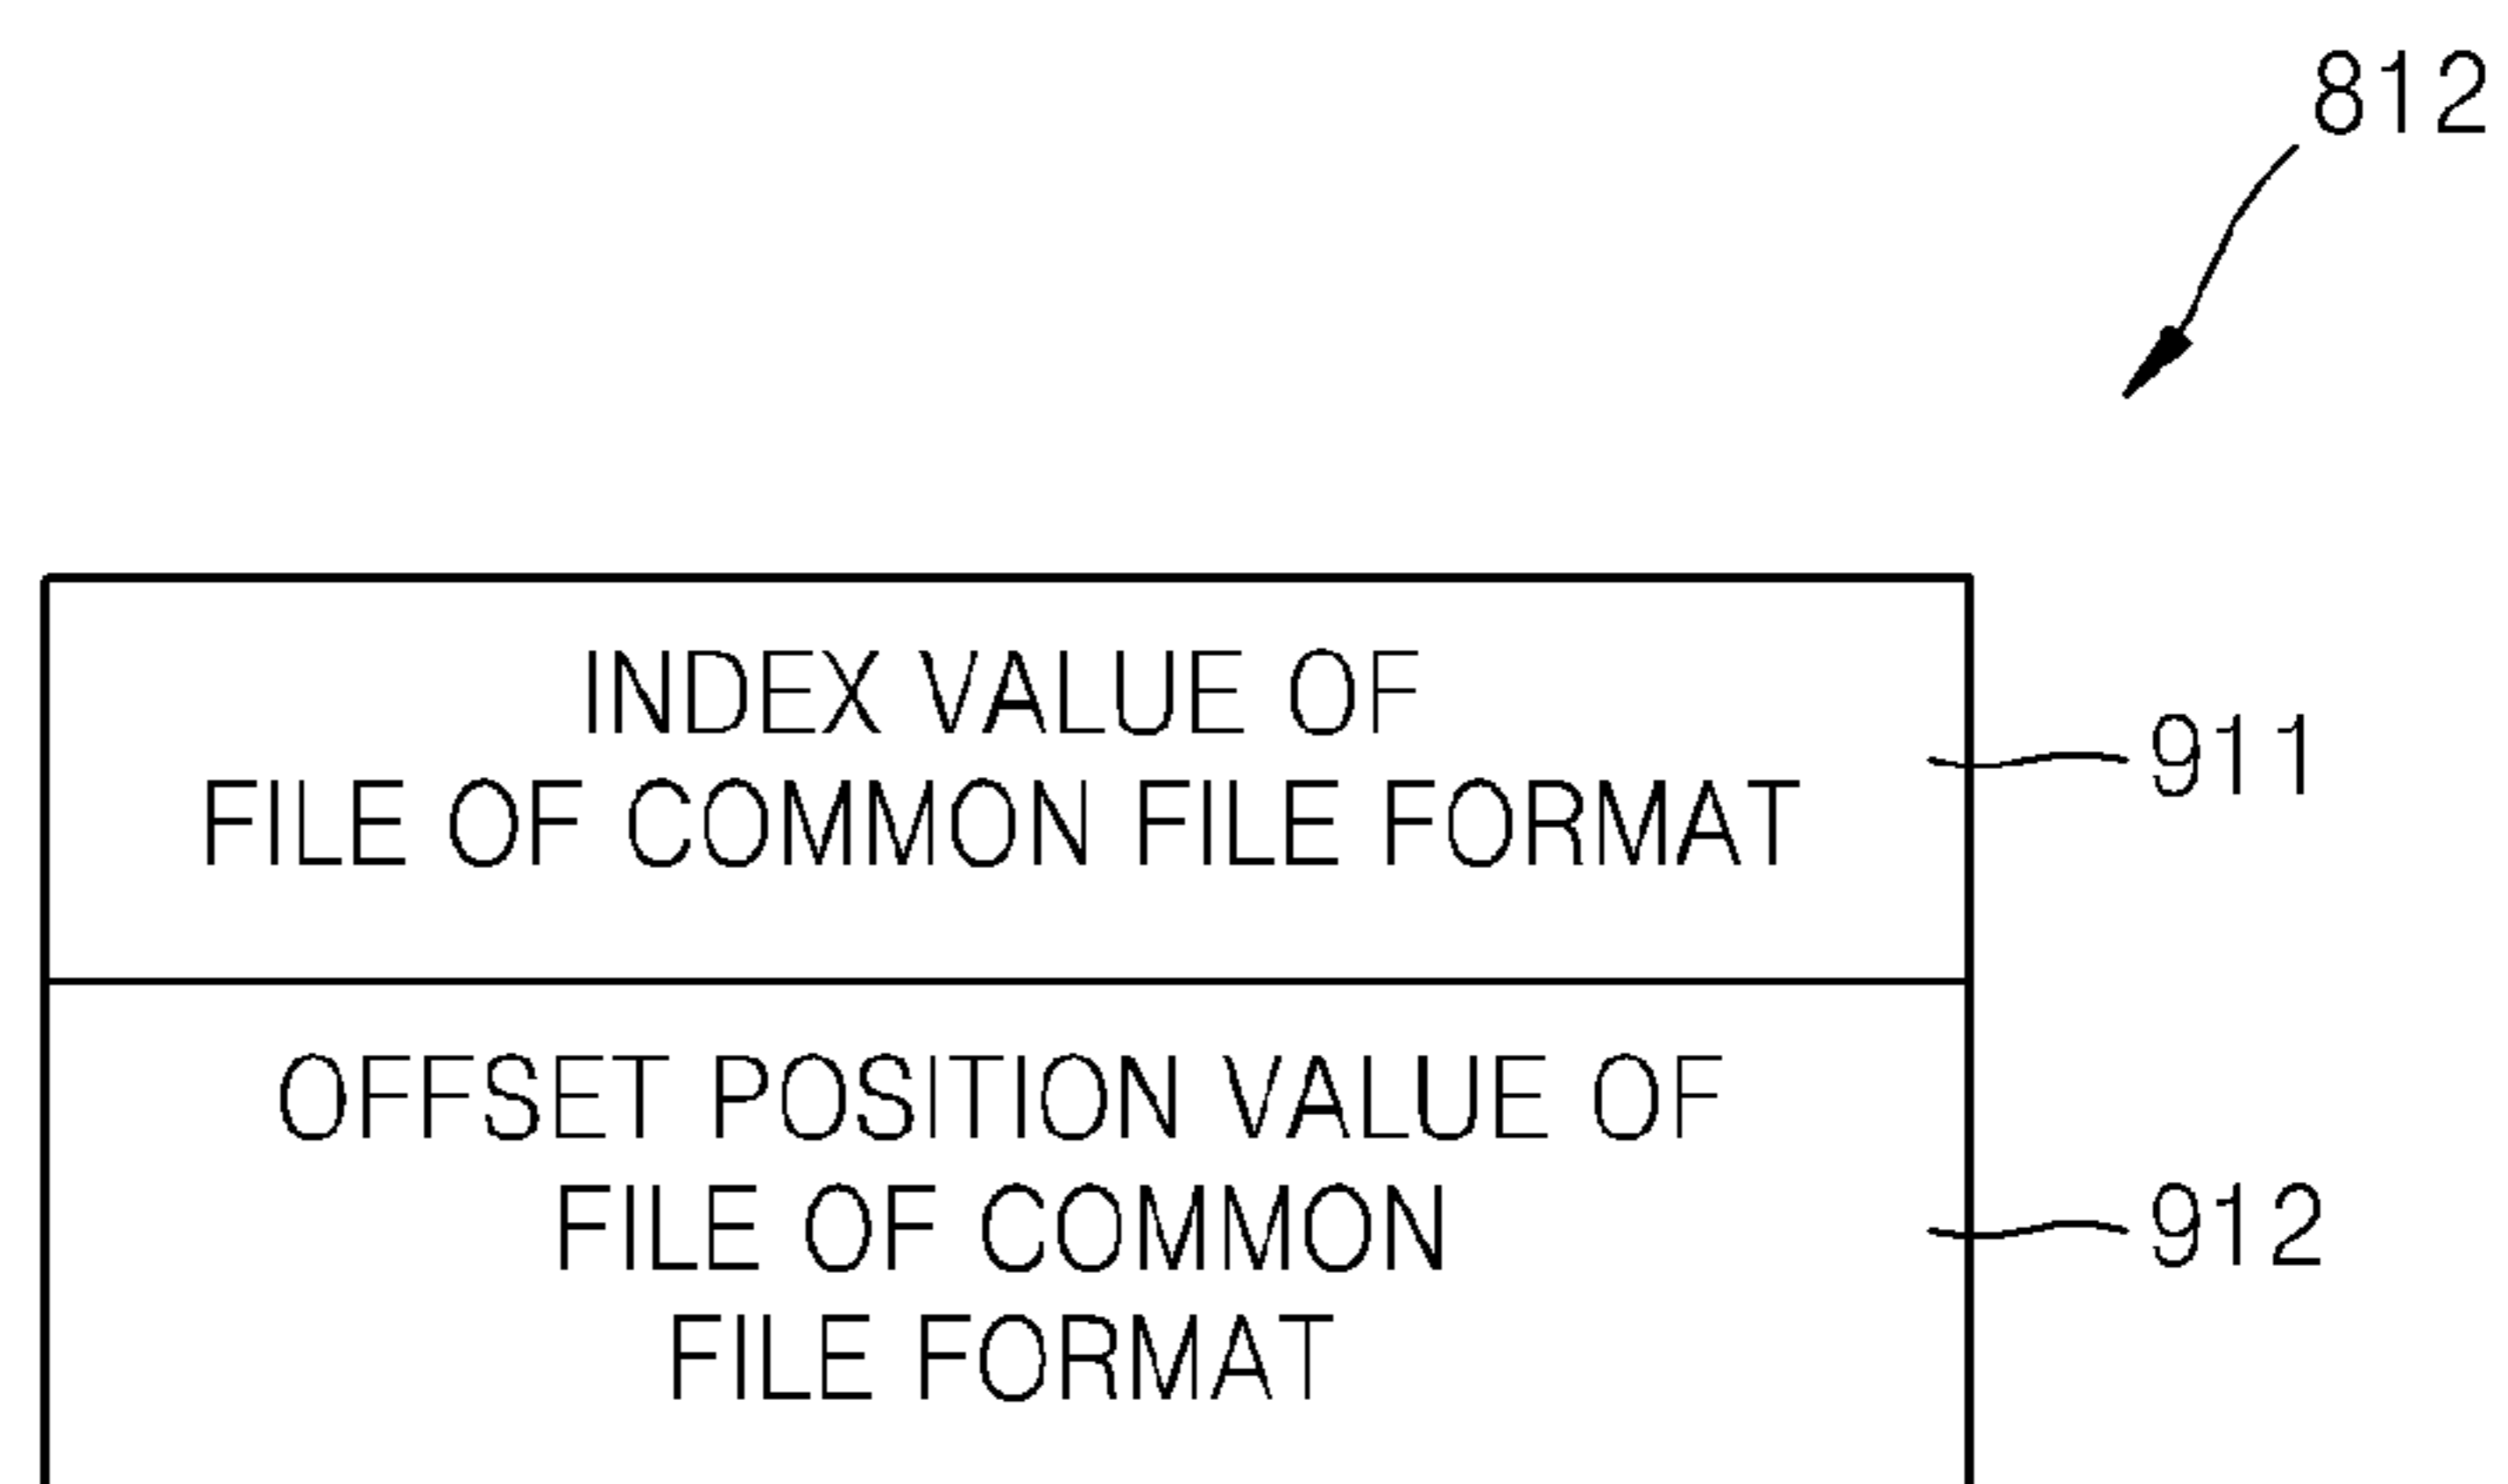 812
INDEX VALUE OF
FILE OF COMMON FILE FORMAT
911
OFFSET POSITION VALUE OF
FILE OF COMMON
FILE FORMAT
912